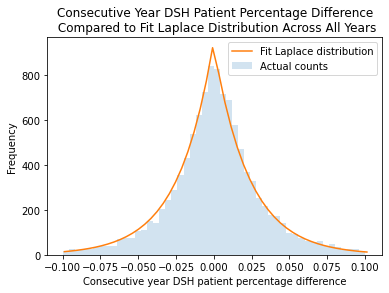 Consecutive Year DSH Patient Percentage Difference
Compared to Fit Laplace Distribution Across All Years
Fit Laplace distribution
Actual counts
Frequency
800
600
400
200
0
−0.100 −0.075 −0.050 −0.025 0.000 0.025 0.050 0.075 0.100
Consecutive year DSH patient percentage difference